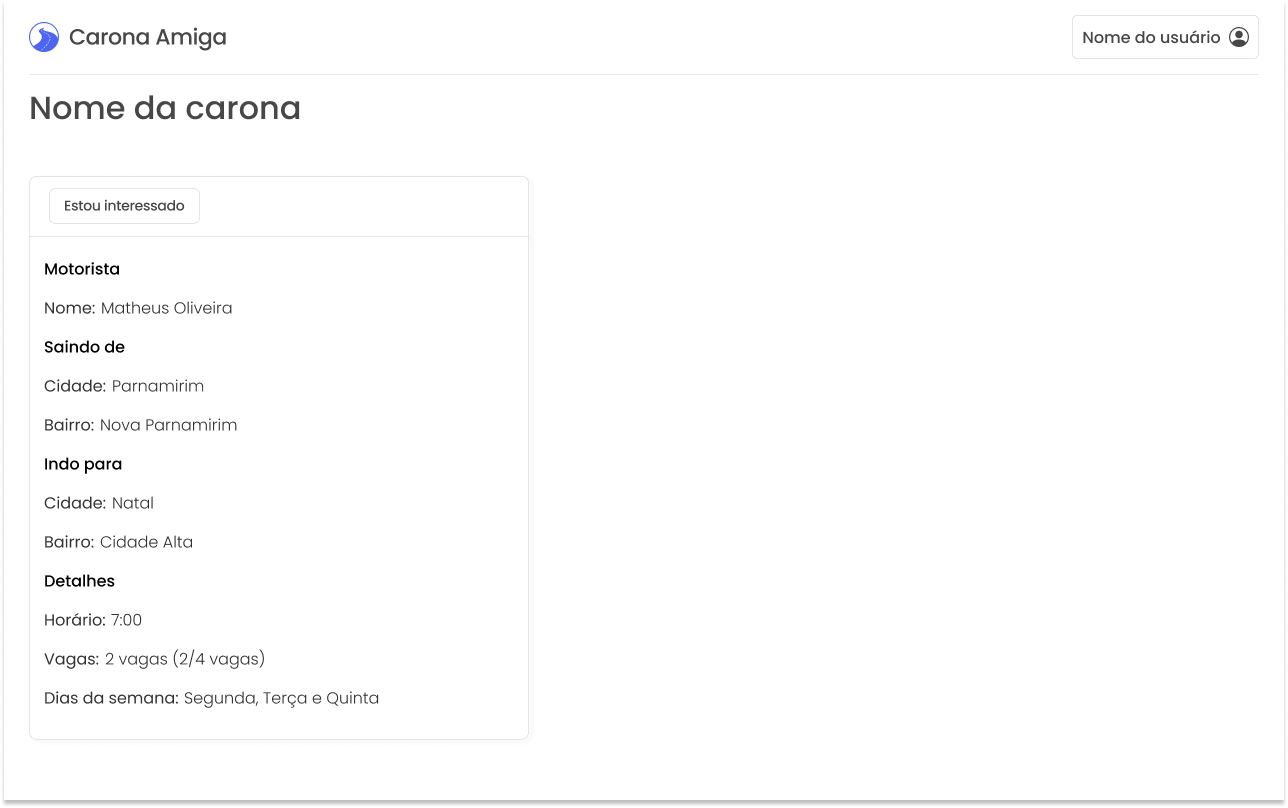 Carona Amiga
Nome do usuário
Nome da carona
Estou interessado
Motorista
Nome: Matheus Oliveira
Saindo de
Cidade: Parnamirim
Bairro: Nova Parnamirim
Indo para
Cidade: Natal
Bairro: Cidade Alta
Detalhes
Horário: 7:00
Vagas: 2 vagas (2/4 vagas)
Dias da semana: Segunda, Terça e Quinta